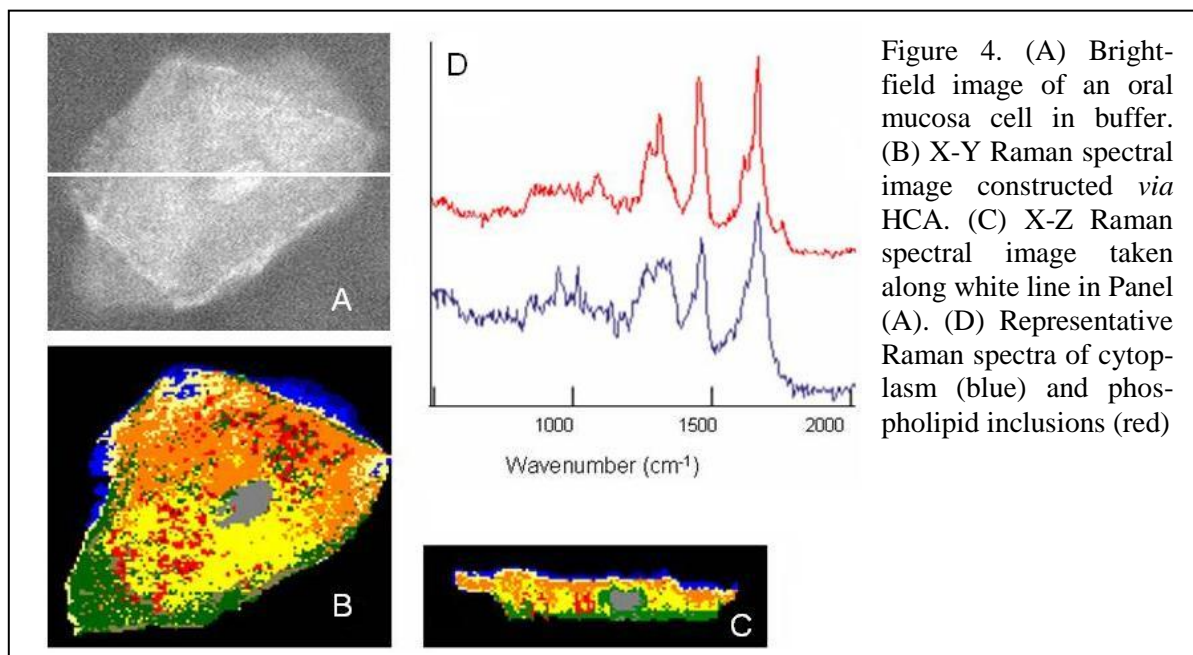 A
B
C
D
1000
1500
2000
Wavenumber (cm-1)
Figure 4. (A) Bright-
field image of an oral
mucosa cell in buffer.
(B) X-Y Raman spectral
image constructed via
HCA. (C) X-Z Raman
spectral image taken
along white line in Panel
(A). (D) Representative
Raman spectra of cytop-
lasm (blue) and phos-
pholipid inclusions (red)